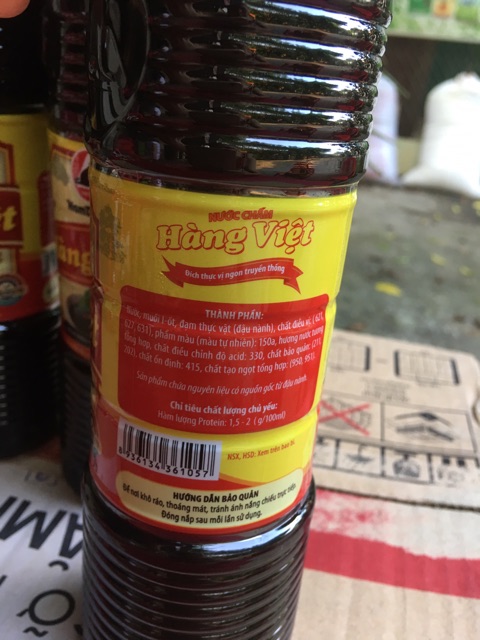 NƯỚC CHẤM
Hàng Việt
Đích thực vị ngon truyền thống
THÀNH PHẦN:
Nước, muối I-ốt, đạm thực vật (đậu nành), chất điều vị: ( 621,
627, 631), phẩm màu (màu tự nhiên): 150a, hương nước tương
tổng hợp, chất điều chỉnh độ acid: 330, chất bảo quản: (211,
202), chất ổn định: 415, chất tạo ngọt tổng hợp: (950, 951).
Sản phẩm chứa nguyên liệu có nguồn gốc từ đậu nành
Chỉ tiêu chất lượng chủ yếu:
Hàm lượng Protein: 1,5 - 2 ( g/100ml)
NSX, HSD: Xem trên bao bì.
8 936134 361057
HƯỚNG DẪN BẢO QUẢN
Để nơi khô ráo, thoáng mát, tránh ánh nắng chiếu trực tiếp.
Đóng nắp sau mỗi lần sử dụng.